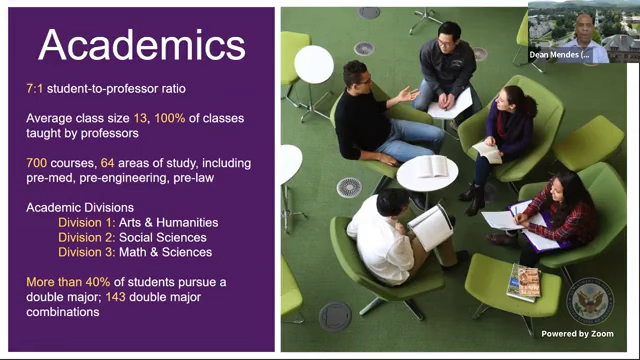 Academics
7:1 student-to-professor ratio
Average class size 13, 100% of classes
taught by professors
700 courses, 64 areas of study, including
pre-med, pre-engineering, pre-law
Academic Divisions
Division 1: Arts & Humanities
Division 2: Social Sciences
Division 3: Math & Sciences
More than 40% of students pursue a
double major; 143 double major
combinations
Dean Mendes (...
Powered by Zoom